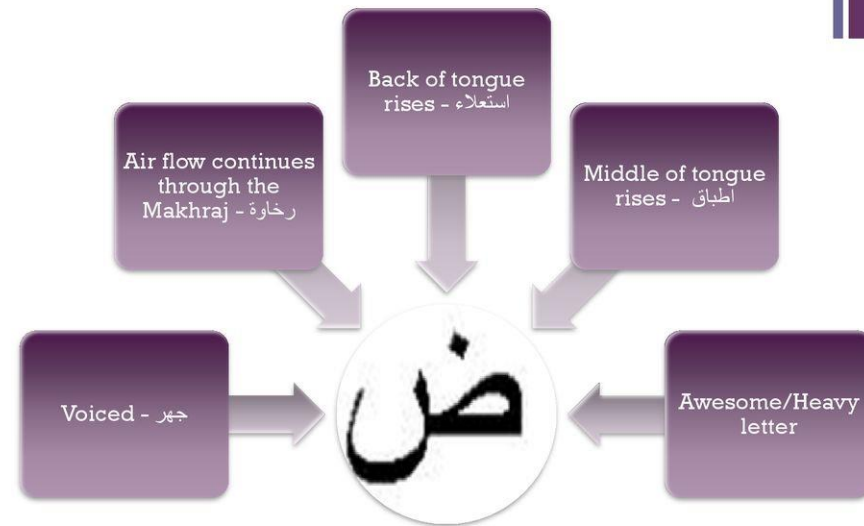 Back of tongue
rises - استعلاء
Air flow continues
through the
Makhraj - رخاوة
Middle of tongue
rises - اطباق
Voiced - جهر
ض
Awesome/Heavy
letter